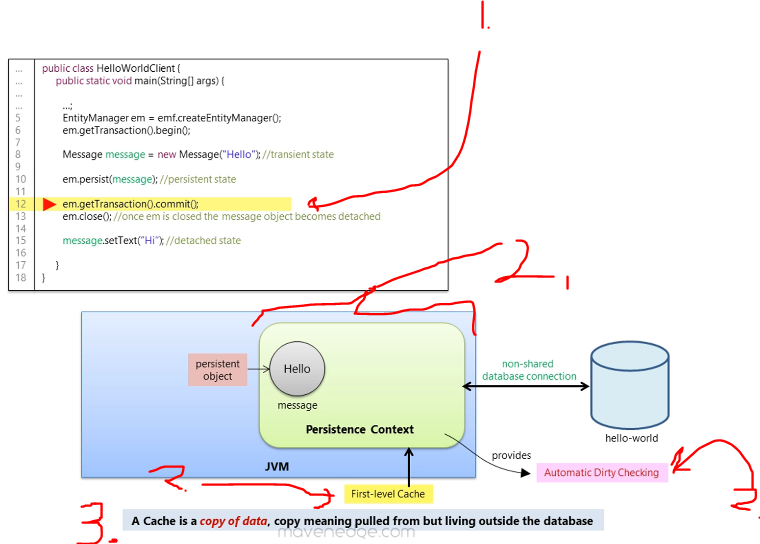 1.
... public class HelloWorldClient {
... public static void main(String[] args) {
...
... ...;
5 EntityManager em = emf.createEntityManager();
6 em.getTransaction().begin();
7
8 Message message = new Message("Hello"); //transient state
9
10 em.persist(message); //persistent state
11
12 em.getTransaction().commit();
13 em.close(); //once em is closed the message object becomes detached
14
15 message.setText("Hi"); //detached state
16
17 }
18 }
2.
persistent
object
Hello
message
Persistence Context
JVM
non-shared
database connection
hello-world
provides
Automatic Dirty Checking
First-level Cache
3.
A Cache is a copy of data, copy meaning pulled from but living outside the database